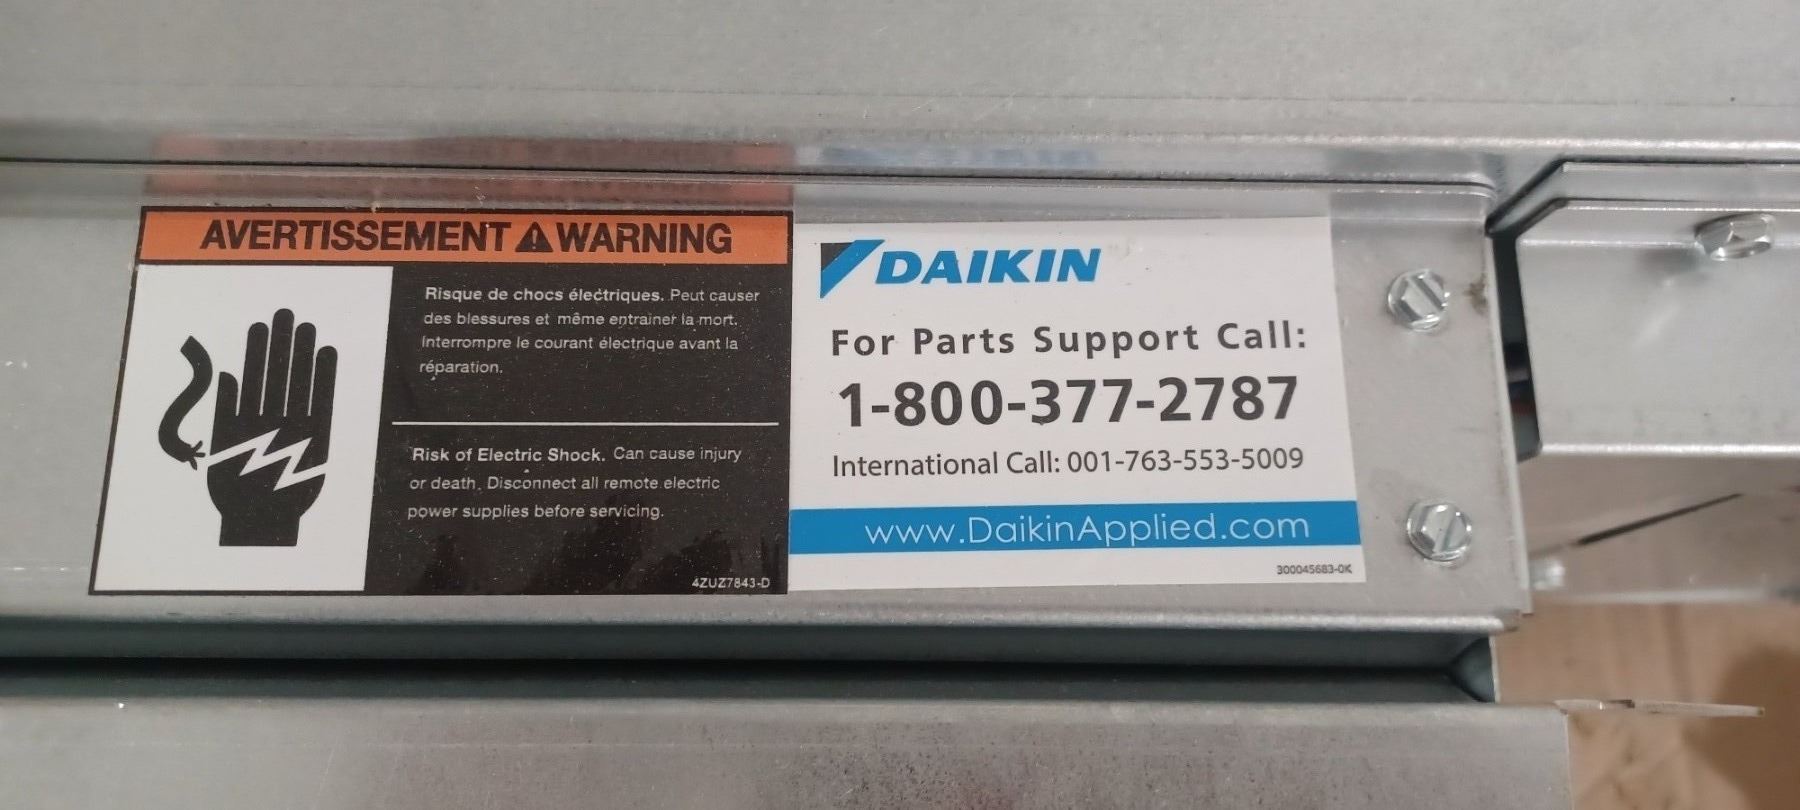 AVERTISSEMENT ⚠ WARNING
Risque de chocs électriques. Peut causer
des blessures et même entrainer la mort.
Interrompre le courant électrique avant la
réparation.
Risk of Electric Shock. Can cause injury
or death. Disconnect all remote electric
power supplies before servicing.
4ZUZ7843-D
DAIKIN
For Parts Support Call:
1-800-377-2787
International Call: 001-763-553-5009
www.DaikinApplied.com
300045683-0K